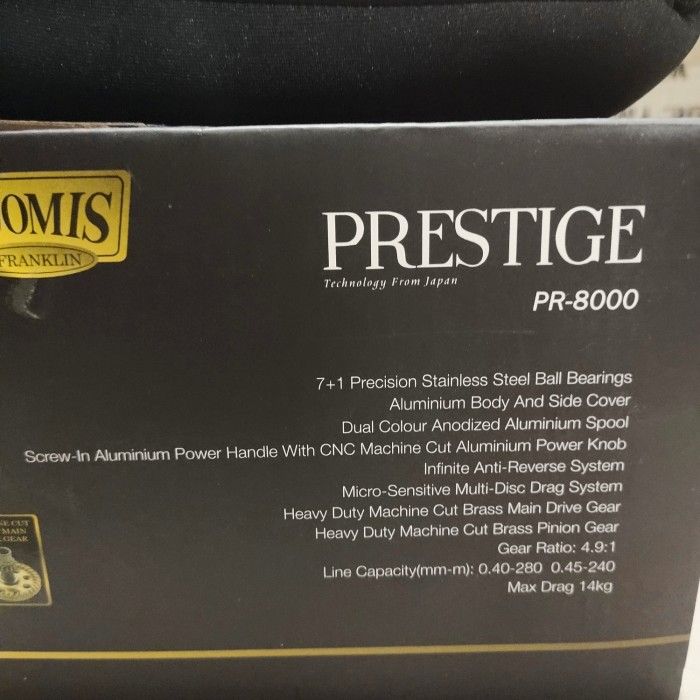 OMIS
FRANKLIN
PRESTIGE
Technology From Japan
PR-8000
7+1 Precision Stainless Steel Ball Bearings
Aluminium Body And Side Cover
Dual Colour Anodized Aluminium Spool
Screw-In Aluminium Power Handle With CNC Machine Cut Aluminium Power Knob
Infinite Anti-Reverse System
Micro-Sensitive Multi-Disc Drag System
Heavy Duty Machine Cut Brass Main Drive Gear
Heavy Duty Machine Cut Brass Pinion Gear
Gear Ratio: 4.9:1
Line Capacity(mm-m): 0.40-280 0.45-240
Max Drag 14kg
CUT
MAIN
GEAR